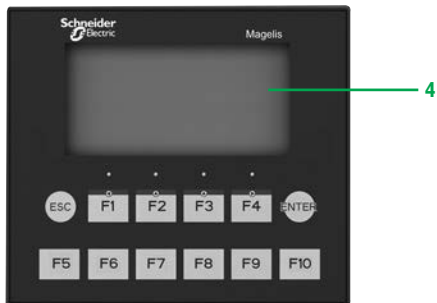 Schneider
Electric
Magelis
4
ESC
F1
F2
F3
F4
ENTER
F5
F6
F7
F8
F9
F10